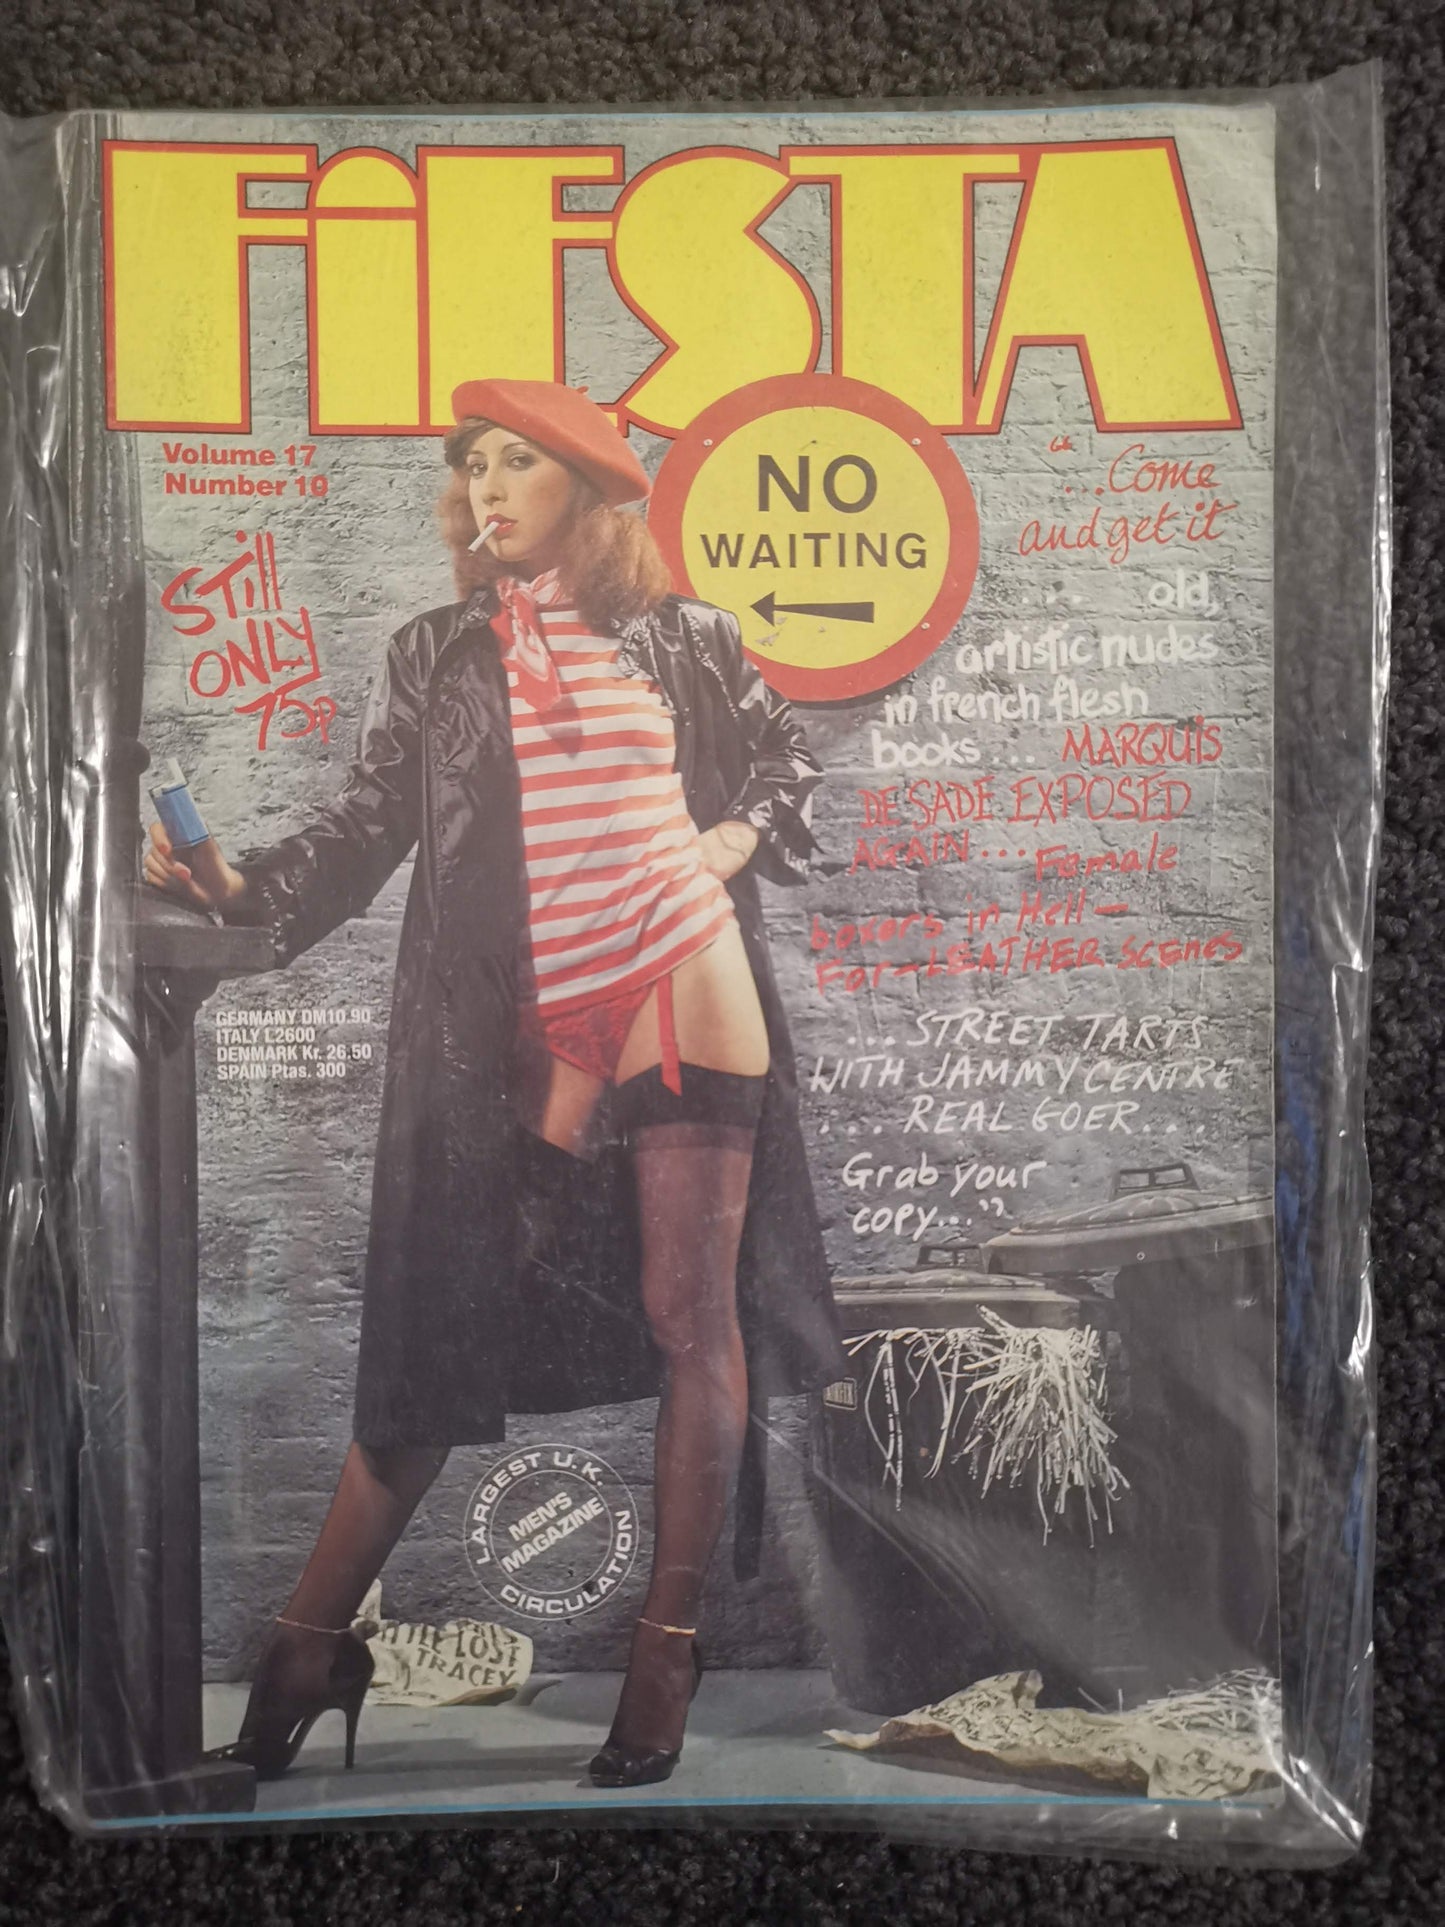 FiESTA
Volume 17
Number 10
STill
ONLY
75p
NO
WAITING
"...Come
and get it
... old,
artistic nudes
in french flesh
books... MARQUIS
DE SADE EXPOSED
AGAIN... Female
boxers in Hell—
For-LEATHER SCENES
...STREET TARTS
WITH JAMMY CENTRE
... REAL GOER...
Grab your
copy..."
GERMANY DM10.90
ITALY L2600
DENMARK Kr. 26.50
SPAIN Ptas. 300
LARGEST U.K.
MEN'S
MAGAZINE
CIRCULATION
LOST
TRACEY